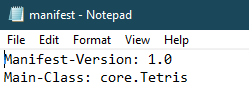 manifest - Notepad
File Edit Format View Help
Manifest-Version: 1.0
Main-Class: core.Tetris